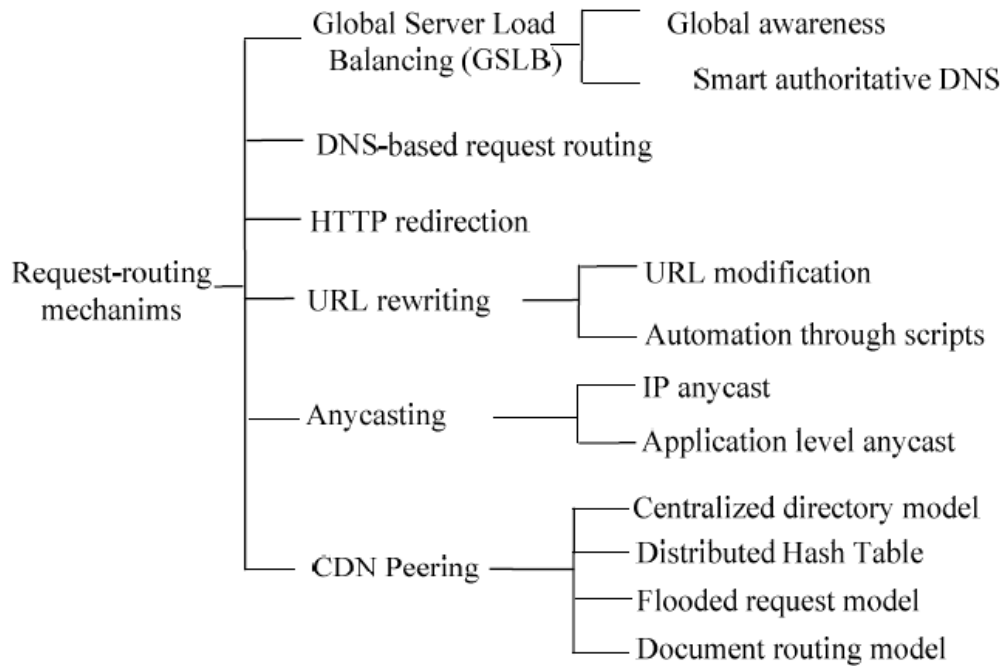 Request-routing
mechanims
Global Server Load
Balancing (GSLB)
Global awareness
Smart authoritative DNS
DNS-based request routing
HTTP redirection
URL rewriting
URL modification
Automation through scripts
Anycasting
IP anycast
Application level anycast
CDN Peering
Centralized directory model
Distributed Hash Table
Flooded request model
Document routing model